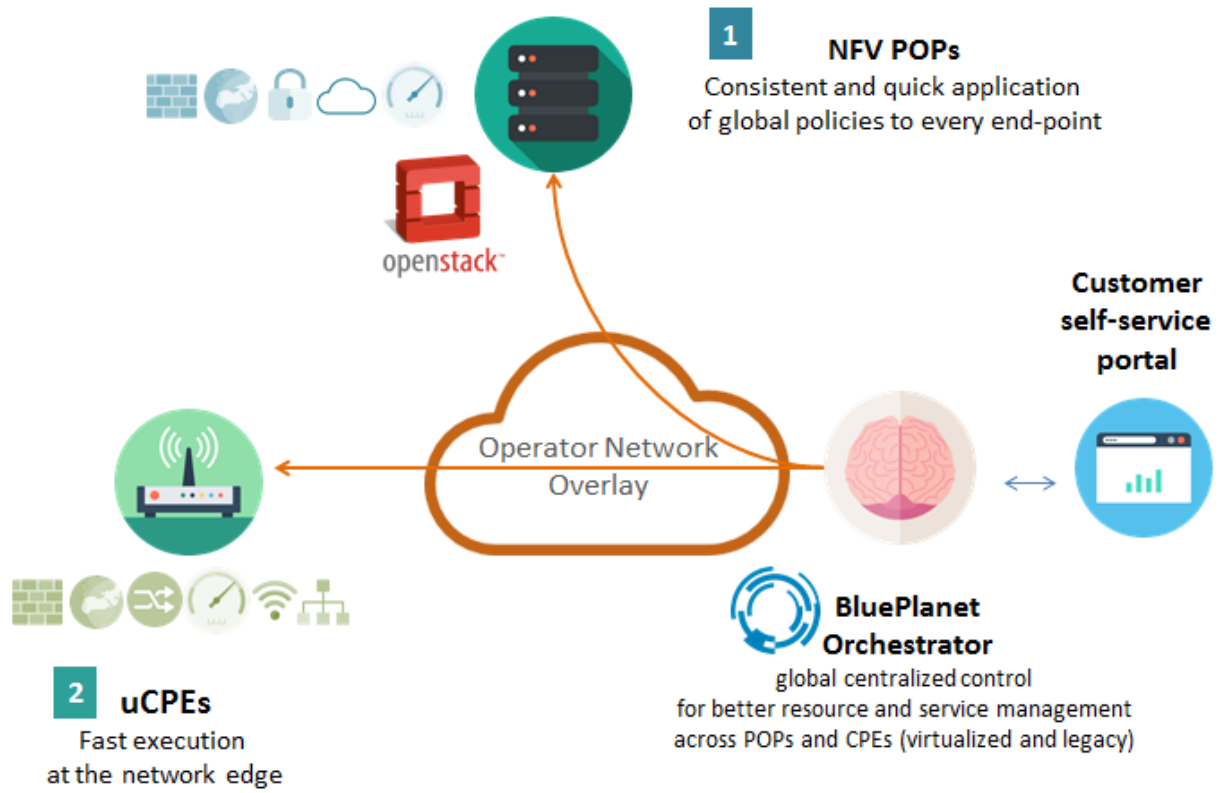 1
NFV POPs
Consistent and quick application
of global policies to every end-point
openstack™
Customer
self-service
portal
Operator Network
Overlay
BluePlanet
Orchestrator
global centralized control
for better resource and service management
across POPs and CPEs (virtualized and legacy)
2
uCPEs
Fast execution
at the network edge